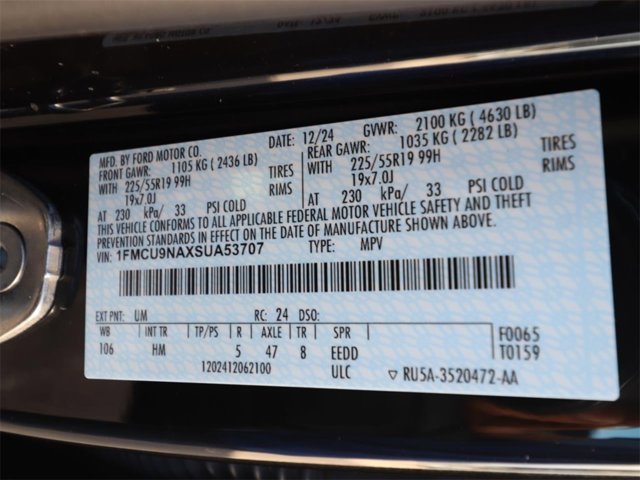 MFD. BY FORD MOTOR CO.
DATE: 12/24 GVWR: 2100 KG ( 4630 LB)
FRONT GAWR: 1105 KG ( 2436 LB)
REAR GAWR: 1035 KG ( 2282 LB)
WITH 225/55R19 99H TIRES
WITH 225/55R19 99H TIRES
19x7.0J RIMS
19x7.0J RIMS
AT 230 kPa/ 33 PSI COLD
AT 230 kPa/ 33 PSI COLD
THIS VEHICLE CONFORMS TO ALL APPLICABLE FEDERAL MOTOR VEHICLE SAFETY AND THEFT
PREVENTION STANDARDS IN EFFECT ON THE DATE OF MANUFACTURE SHOWN ABOVE.
VIN: 1FMCU9NAXSUA53707 TYPE: MPV
EXT PNT: UM RC: 24 DSO:
WB INT TR TP/PS R AXLE TR SPR
F0065
106 HM 5 47 8 EEDD
T0159
1202412062100 ULC ▽ RU5A-3520472-AA